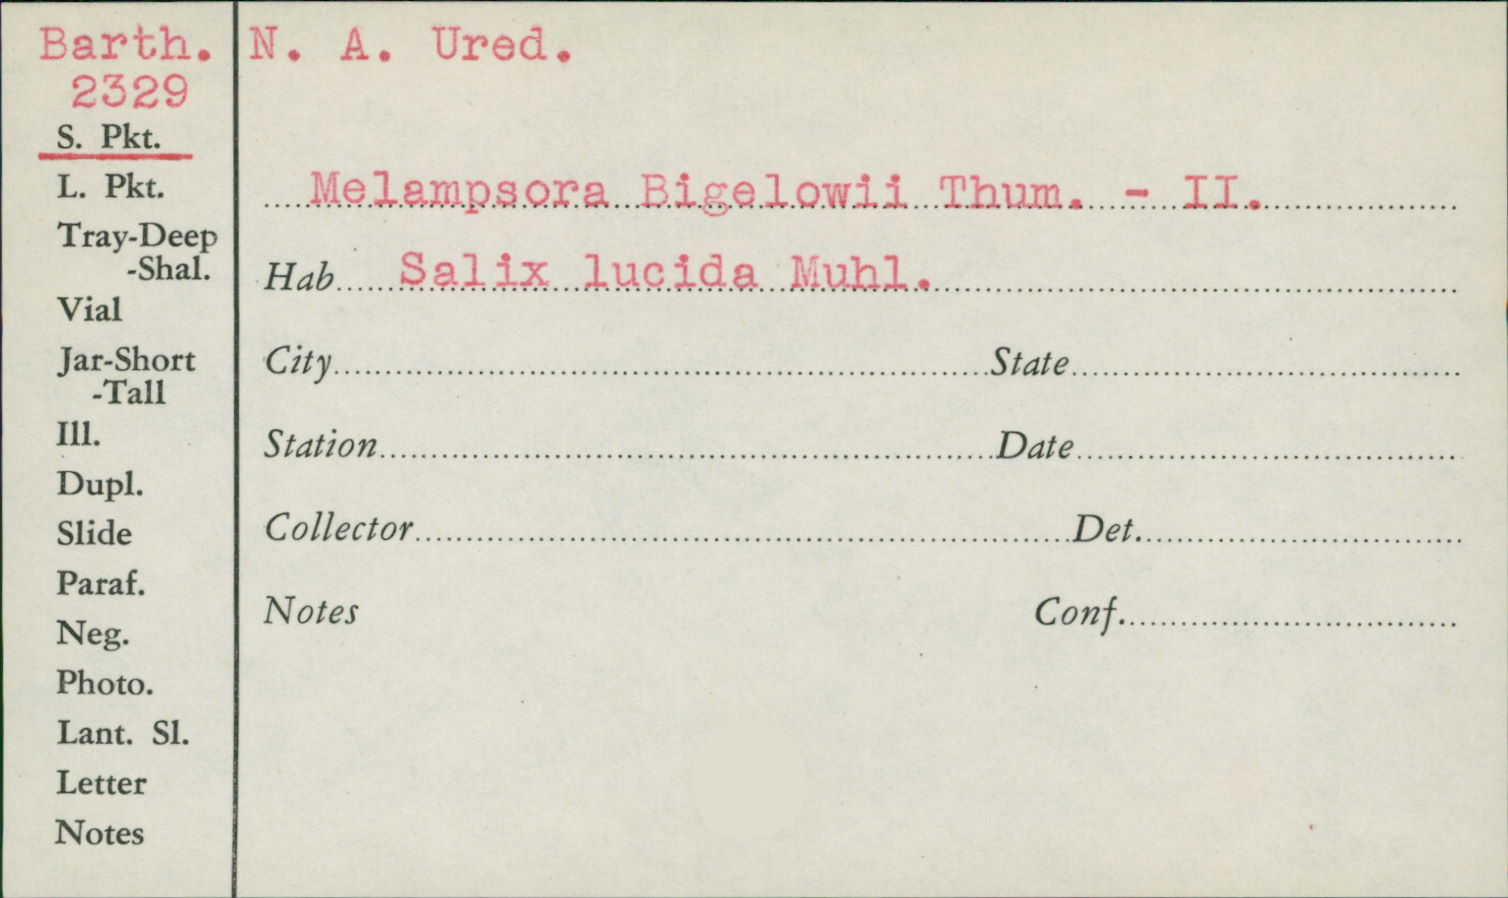 Barth. N. A. Ured.
2329
S. Pkt.
L. Pkt.
Melampsora Bigelowii Thum. - II.
Tray-Deep
-Shal.
Hab Salix lucida Muhl.
Vial
Jar-Short
-Tall
City State
Ill.
Station Date
Dupl.
Slide
Collector Det.
Paraf.
Neg.
Notes Conf.
Photo.
Lant. Sl.
Letter
Notes